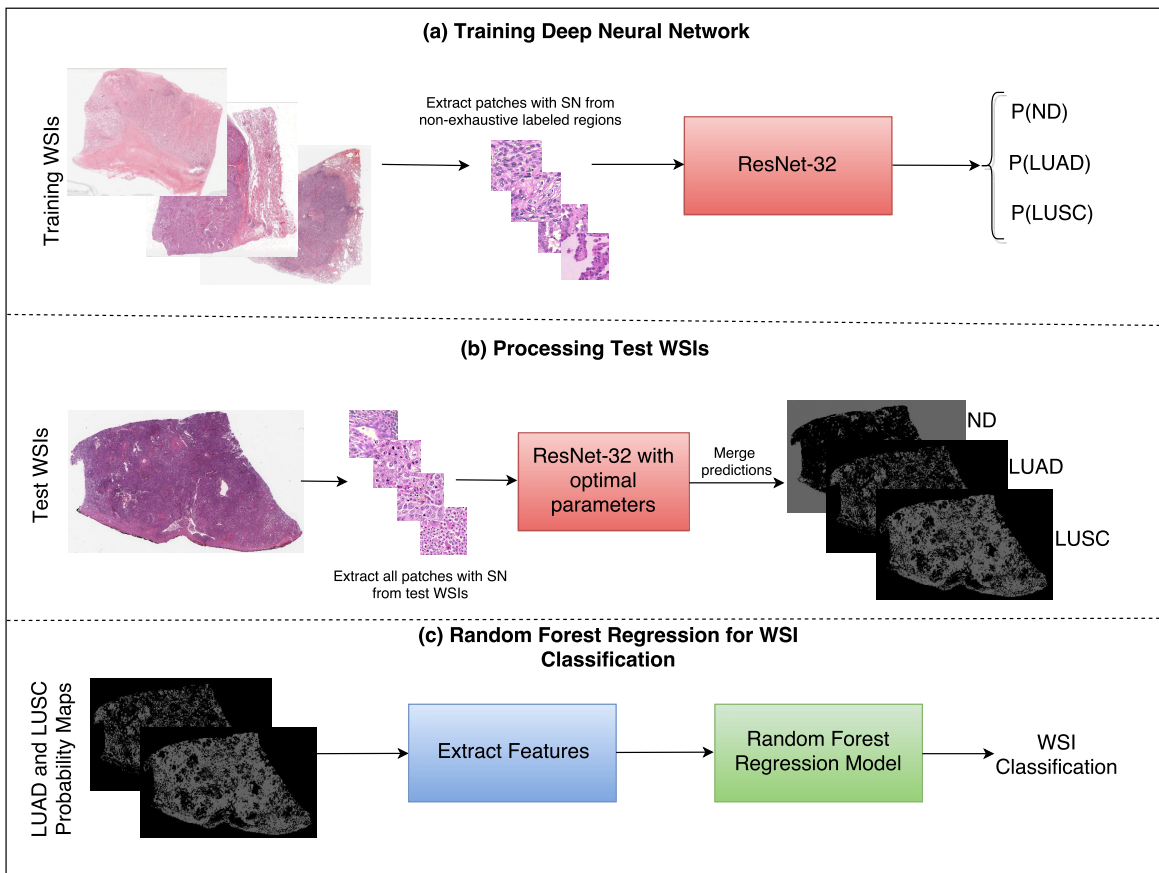 (a) Training Deep Neural Network
Training WSIs
Extract patches with SN from
non-exhaustive labeled regions
ResNet-32
P(ND)
P(LUAD)
P(LUSC)
(b) Processing Test WSIs
Test WSIs
Extract all patches with SN
from test WSIs
ResNet-32 with
optimal
parameters
Merge
predictions
ND
LUAD
LUSC
(c) Random Forest Regression for WSI
Classification
LUAD and LUSC
Probability Maps
Extract Features
Random Forest
Regression Model
WSI
Classification